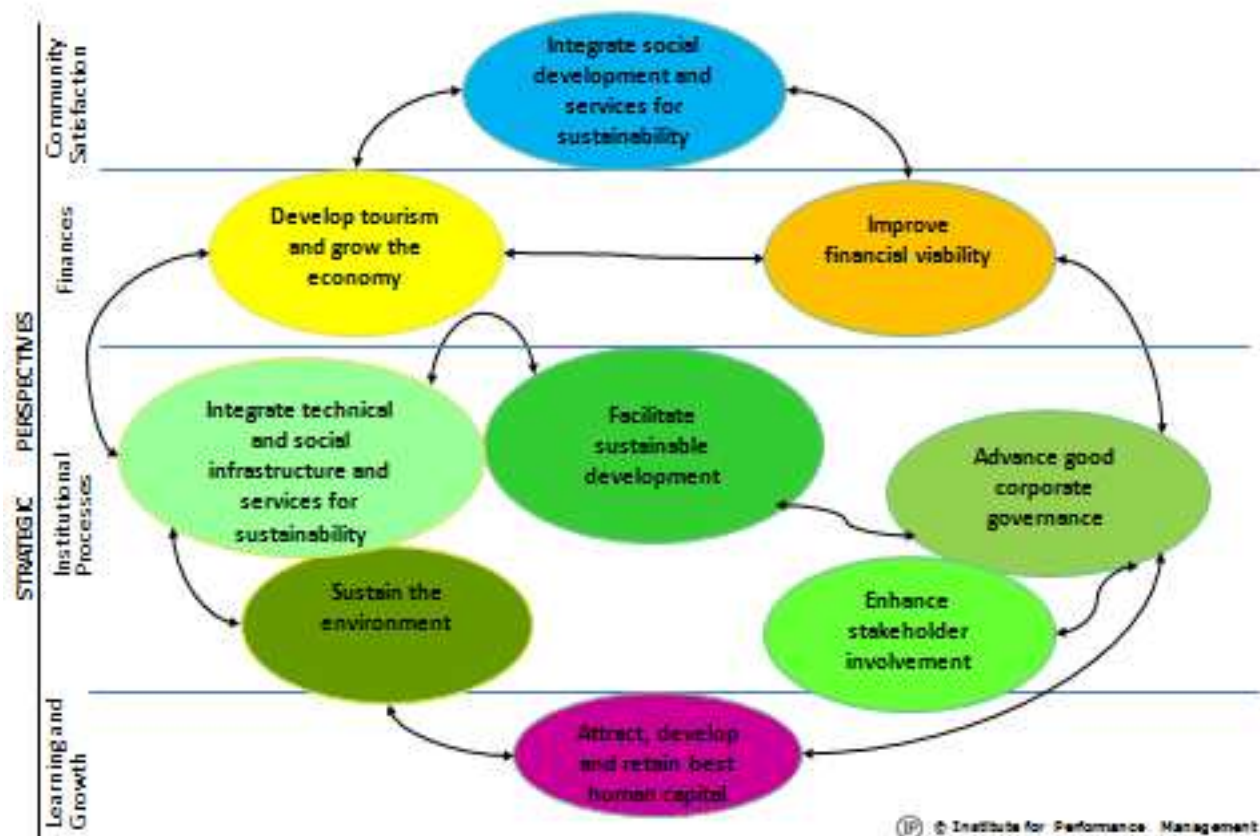 Community
Satisfaction
Integrate social
development and
services for
sustainability
Finances
Develop tourism
and grow the
economy
Improve
financial viability
STRATEGIC PERSPECTIVES
Institutional
Processes
Integrate technical
and social
infrastructure and
services for
sustainability
Facilitate
sustainable
development
Advance good
corporate
governance
Sustain the
environment
Enhance
stakeholder
involvement
Learning and
Growth
Attract, develop
and retain best
human capital
IP © Institute for Performance Management